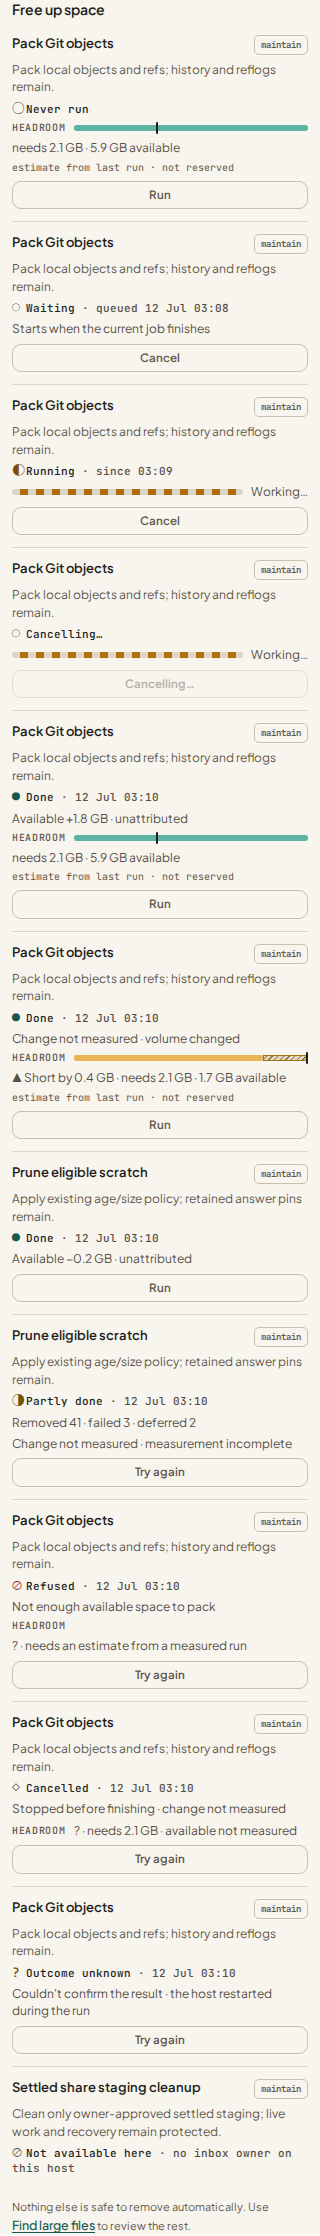 Free up space
Pack Git objects
maintain
Pack local objects and refs; history and reflogs
remain.
Never run
HEADROOM
needs 2.1 GB · 5.9 GB available
estimate from last run · not reserved
Run
Pack Git objects
maintain
Pack local objects and refs; history and reflogs
remain.
Waiting · queued 12 Jul 03:08
Starts when the current job finishes
Cancel
Pack Git objects
maintain
Pack local objects and refs; history and reflogs
remain.
Running · since 03:09
Working…
Cancel
Pack Git objects
maintain
Pack local objects and refs; history and reflogs
remain.
Cancelling…
Working…
Cancelling…
Pack Git objects
maintain
Pack local objects and refs; history and reflogs
remain.
Done · 12 Jul 03:10
Available +1.8 GB · unattributed
HEADROOM
needs 2.1 GB · 5.9 GB available
estimate from last run · not reserved
Run
Pack Git objects
maintain
Pack local objects and refs; history and reflogs
remain.
Done · 12 Jul 03:10
Change not measured · volume changed
HEADROOM
▲ Short by 0.4 GB · needs 2.1 GB · 1.7 GB available
estimate from last run · not reserved
Run
Prune eligible scratch
maintain
Apply existing age/size policy; retained answer pins
remain.
Done · 12 Jul 03:10
Available −0.2 GB · unattributed
Run
Prune eligible scratch
maintain
Apply existing age/size policy; retained answer pins
remain.
Partly done · 12 Jul 03:10
Removed 41 · failed 3 · deferred 2
Change not measured · measurement incomplete
Try again
Pack Git objects
maintain
Pack local objects and refs; history and reflogs
remain.
Refused · 12 Jul 03:10
Not enough available space to pack
HEADROOM
? · needs an estimate from a measured run
Try again
Pack Git objects
maintain
Pack local objects and refs; history and reflogs
remain.
Cancelled · 12 Jul 03:10
Stopped before finishing · change not measured
HEADROOM ? · needs 2.1 GB · available not measured
Try again
Pack Git objects
maintain
Pack local objects and refs; history and reflogs
remain.
? Outcome unknown · 12 Jul 03:10
Couldn't confirm the result · the host restarted
during the run
Try again
Settled share staging cleanup
maintain
Clean only owner-approved settled staging; live
work and recovery remain protected.
Not available here · no inbox owner on
this host
Nothing else is safe to remove automatically. Use
Find large files to review the rest.